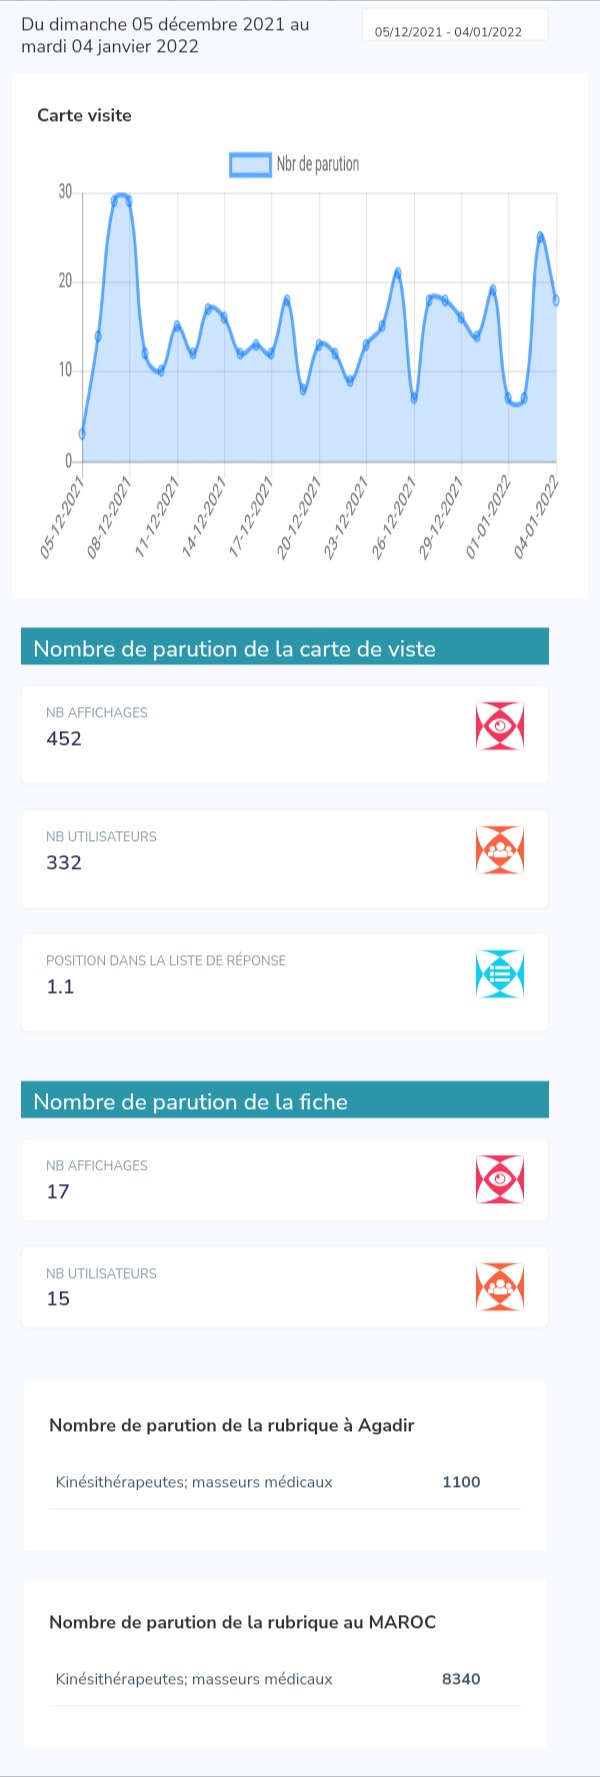 Du dimanche 05 décembre 2021 au
mardi 04 janvier 2022
05/12/2021 - 04/01/2022
Carte visite
Nbr de parution
30
20
10
0
05-12-2021
08-12-2021
11-12-2021
14-12-2021
17-12-2021
20-12-2021
23-12-2021
26-12-2021
29-12-2021
01-01-2022
04-01-2022
Nombre de parution de la carte de viste
NB AFFICHAGES
452
NB UTILISATEURS
332
POSITION DANS LA LISTE DE RÉPONSE
1.1
Nombre de parution de la fiche
NB AFFICHAGES
17
NB UTILISATEURS
15
Nombre de parution de la rubrique à Agadir
Kinésithérapeutes; masseurs médicaux 1100
Nombre de parution de la rubrique au MAROC
Kinésithérapeutes; masseurs médicaux 8340